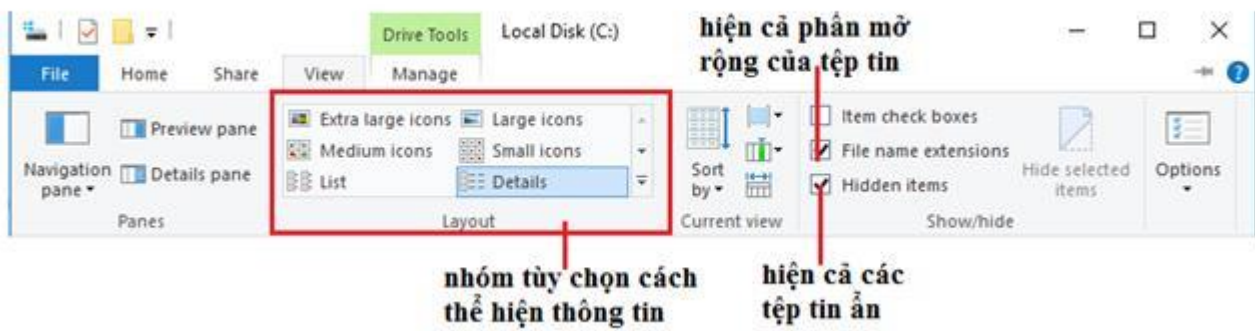 Drive Tools Local Disk (C:)
hiện cả phần mở
rộng của tệp tin
File Home Share View Manage
Extra large icons Large icons
Medium icons Small icons
List Details
Layout
Preview pane
Details pane
Navigation
pane
Panes
Sort
by
Current view
Item check boxes
File name extensions
Hidden items
Hide selected
items
Show/hide
Options
nhóm tùy chọn cách
thể hiện thông tin
hiện cả các
tệp tin ẩn